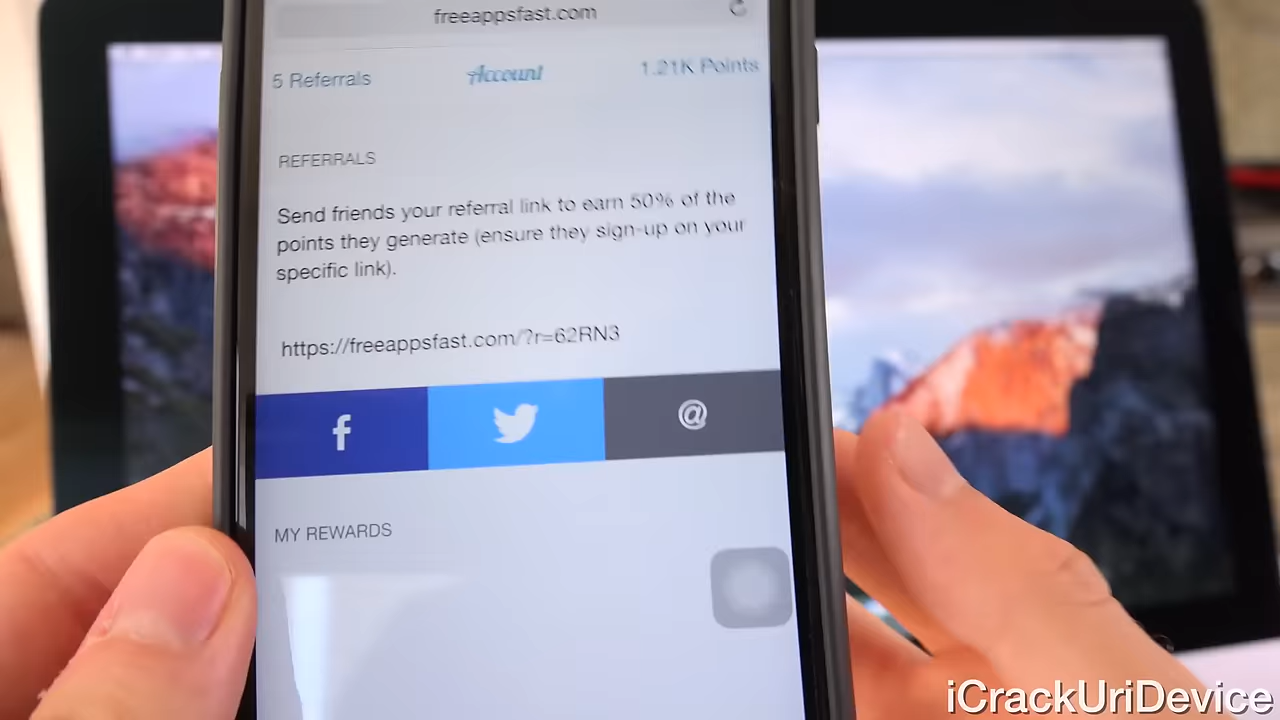 freeappsfast.com
5 Referrals Account 1.21K Points
REFERRALS
Send friends your referral link to earn 50% of the
points they generate (ensure they sign-up on your
specific link).
https://freeappsfast.com/?r=62RN3
f @
MY REWARDS
iCrackUriDevice